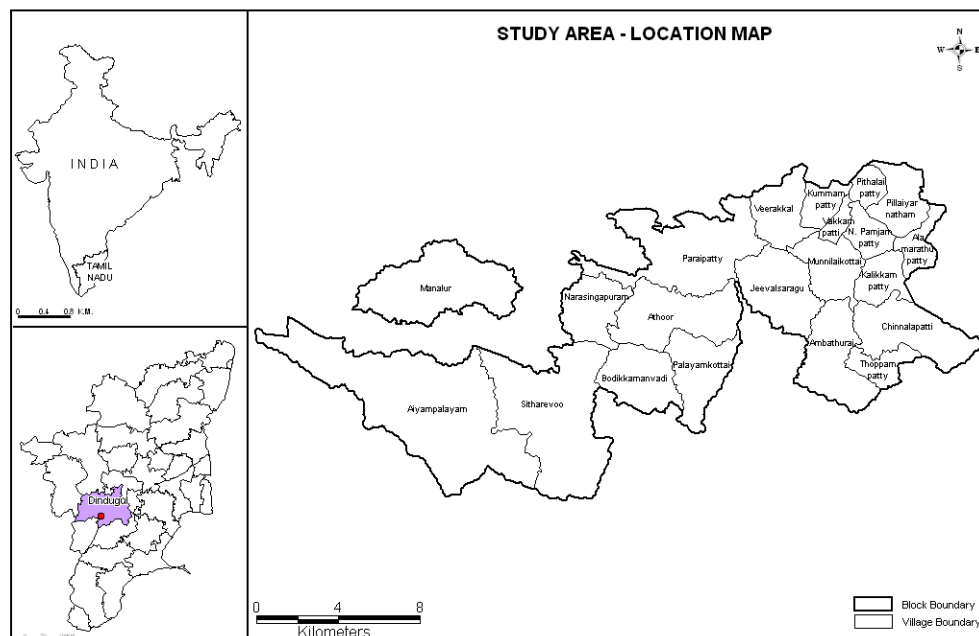 STUDY AREA - LOCATION MAP
N
W
E
S
INDIA
TAMIL
NADU
0 0.4 0.8 K.M.
Dindugul
Manalur
Aiyampalayam
Sitharevoo
Narasingapuram
Paraipatty
Athoor
Bodikkamanvadi
Palayamkottai
Veerakkal
Kummam
patty
Pithalai
patty
Pillaiyar
natham
Vakkam
patti
N.
Pamjam
patty
Ala
marathu
patty
Munnilaikottai
Jeevalsaragu
Kalikkam
patty
Chinnalapatti
Ambathurai
Thoppam
patty
0 4 8
Kilometers
Block Boundary
Village Boundary